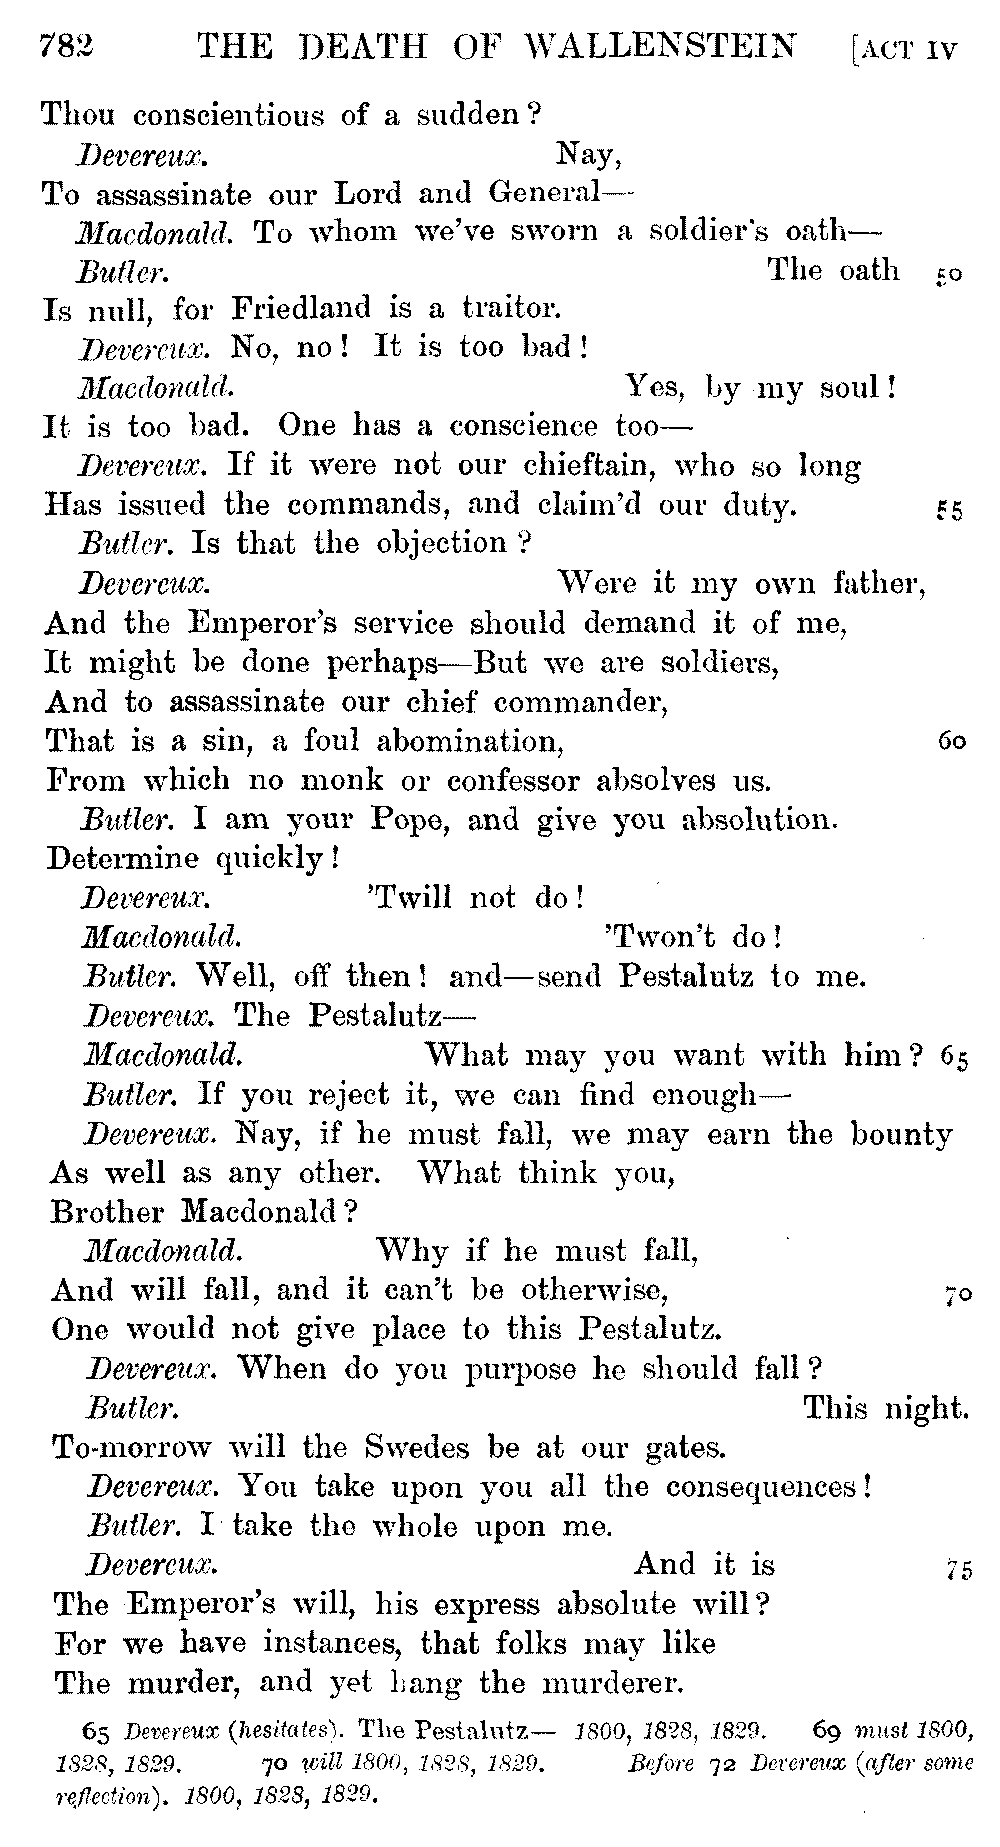 782 THE DEATH OF WALLENSTEIN [ACT IV
Thou conscientious of a sudden?
Devereux. Nay,
To assassinate our Lord and General—
Macdonald. To whom we've sworn a soldier's oath—
Butler. The oath 50
Is null, for Friedland is a traitor.
Devereux. No, no! It is too bad!
Macdonald. Yes, by my soul!
It is too bad. One has a conscience too—
Devereux. If it were not our chieftain, who so long
Has issued the commands, and claim'd our duty. 55
Butler. Is that the objection?
Devereux. Were it my own father,
And the Emperor's service should demand it of me,
It might be done perhaps—But we are soldiers,
And to assassinate our chief commander,
That is a sin, a foul abomination, 60
From which no monk or confessor absolves us.
Butler. I am your Pope, and give you absolution.
Determine quickly!
Devereux. 'Twill not do!
Macdonald. 'Twon't do!
Butler. Well, off then! and—send Pestalutz to me.
Devereux. The Pestalutz—
Macdonald. What may you want with him? 65
Butler. If you reject it, we can find enough—
Devereux. Nay, if he must fall, we may earn the bounty
As well as any other. What think you,
Brother Macdonald?
Macdonald. Why if he must fall,
And will fall, and it can't be otherwise, 70
One would not give place to this Pestalutz.
Devereux. When do you purpose he should fall?
Butler. This night.
To-morrow will the Swedes be at our gates.
Devereux. You take upon you all the consequences!
Butler. I take the whole upon me.
Devereux. And it is 75
The Emperor's will, his express absolute will?
For we have instances, that folks may like
The murder, and yet hang the murderer.
65 Devereux (hesitates). The Pestalutz— 1800, 1828, 1829. 69 must 1800,
1828, 1829. 70 will 1800, 1828, 1829. Before 72 Devereux (after some
reflection). 1800, 1828, 1829.